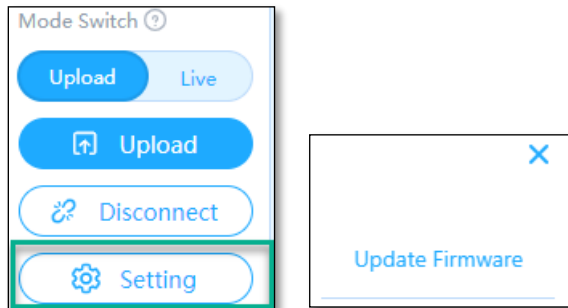 Mode Switch ?
Upload Live
Upload
Disconnect
Setting
Update Firmware